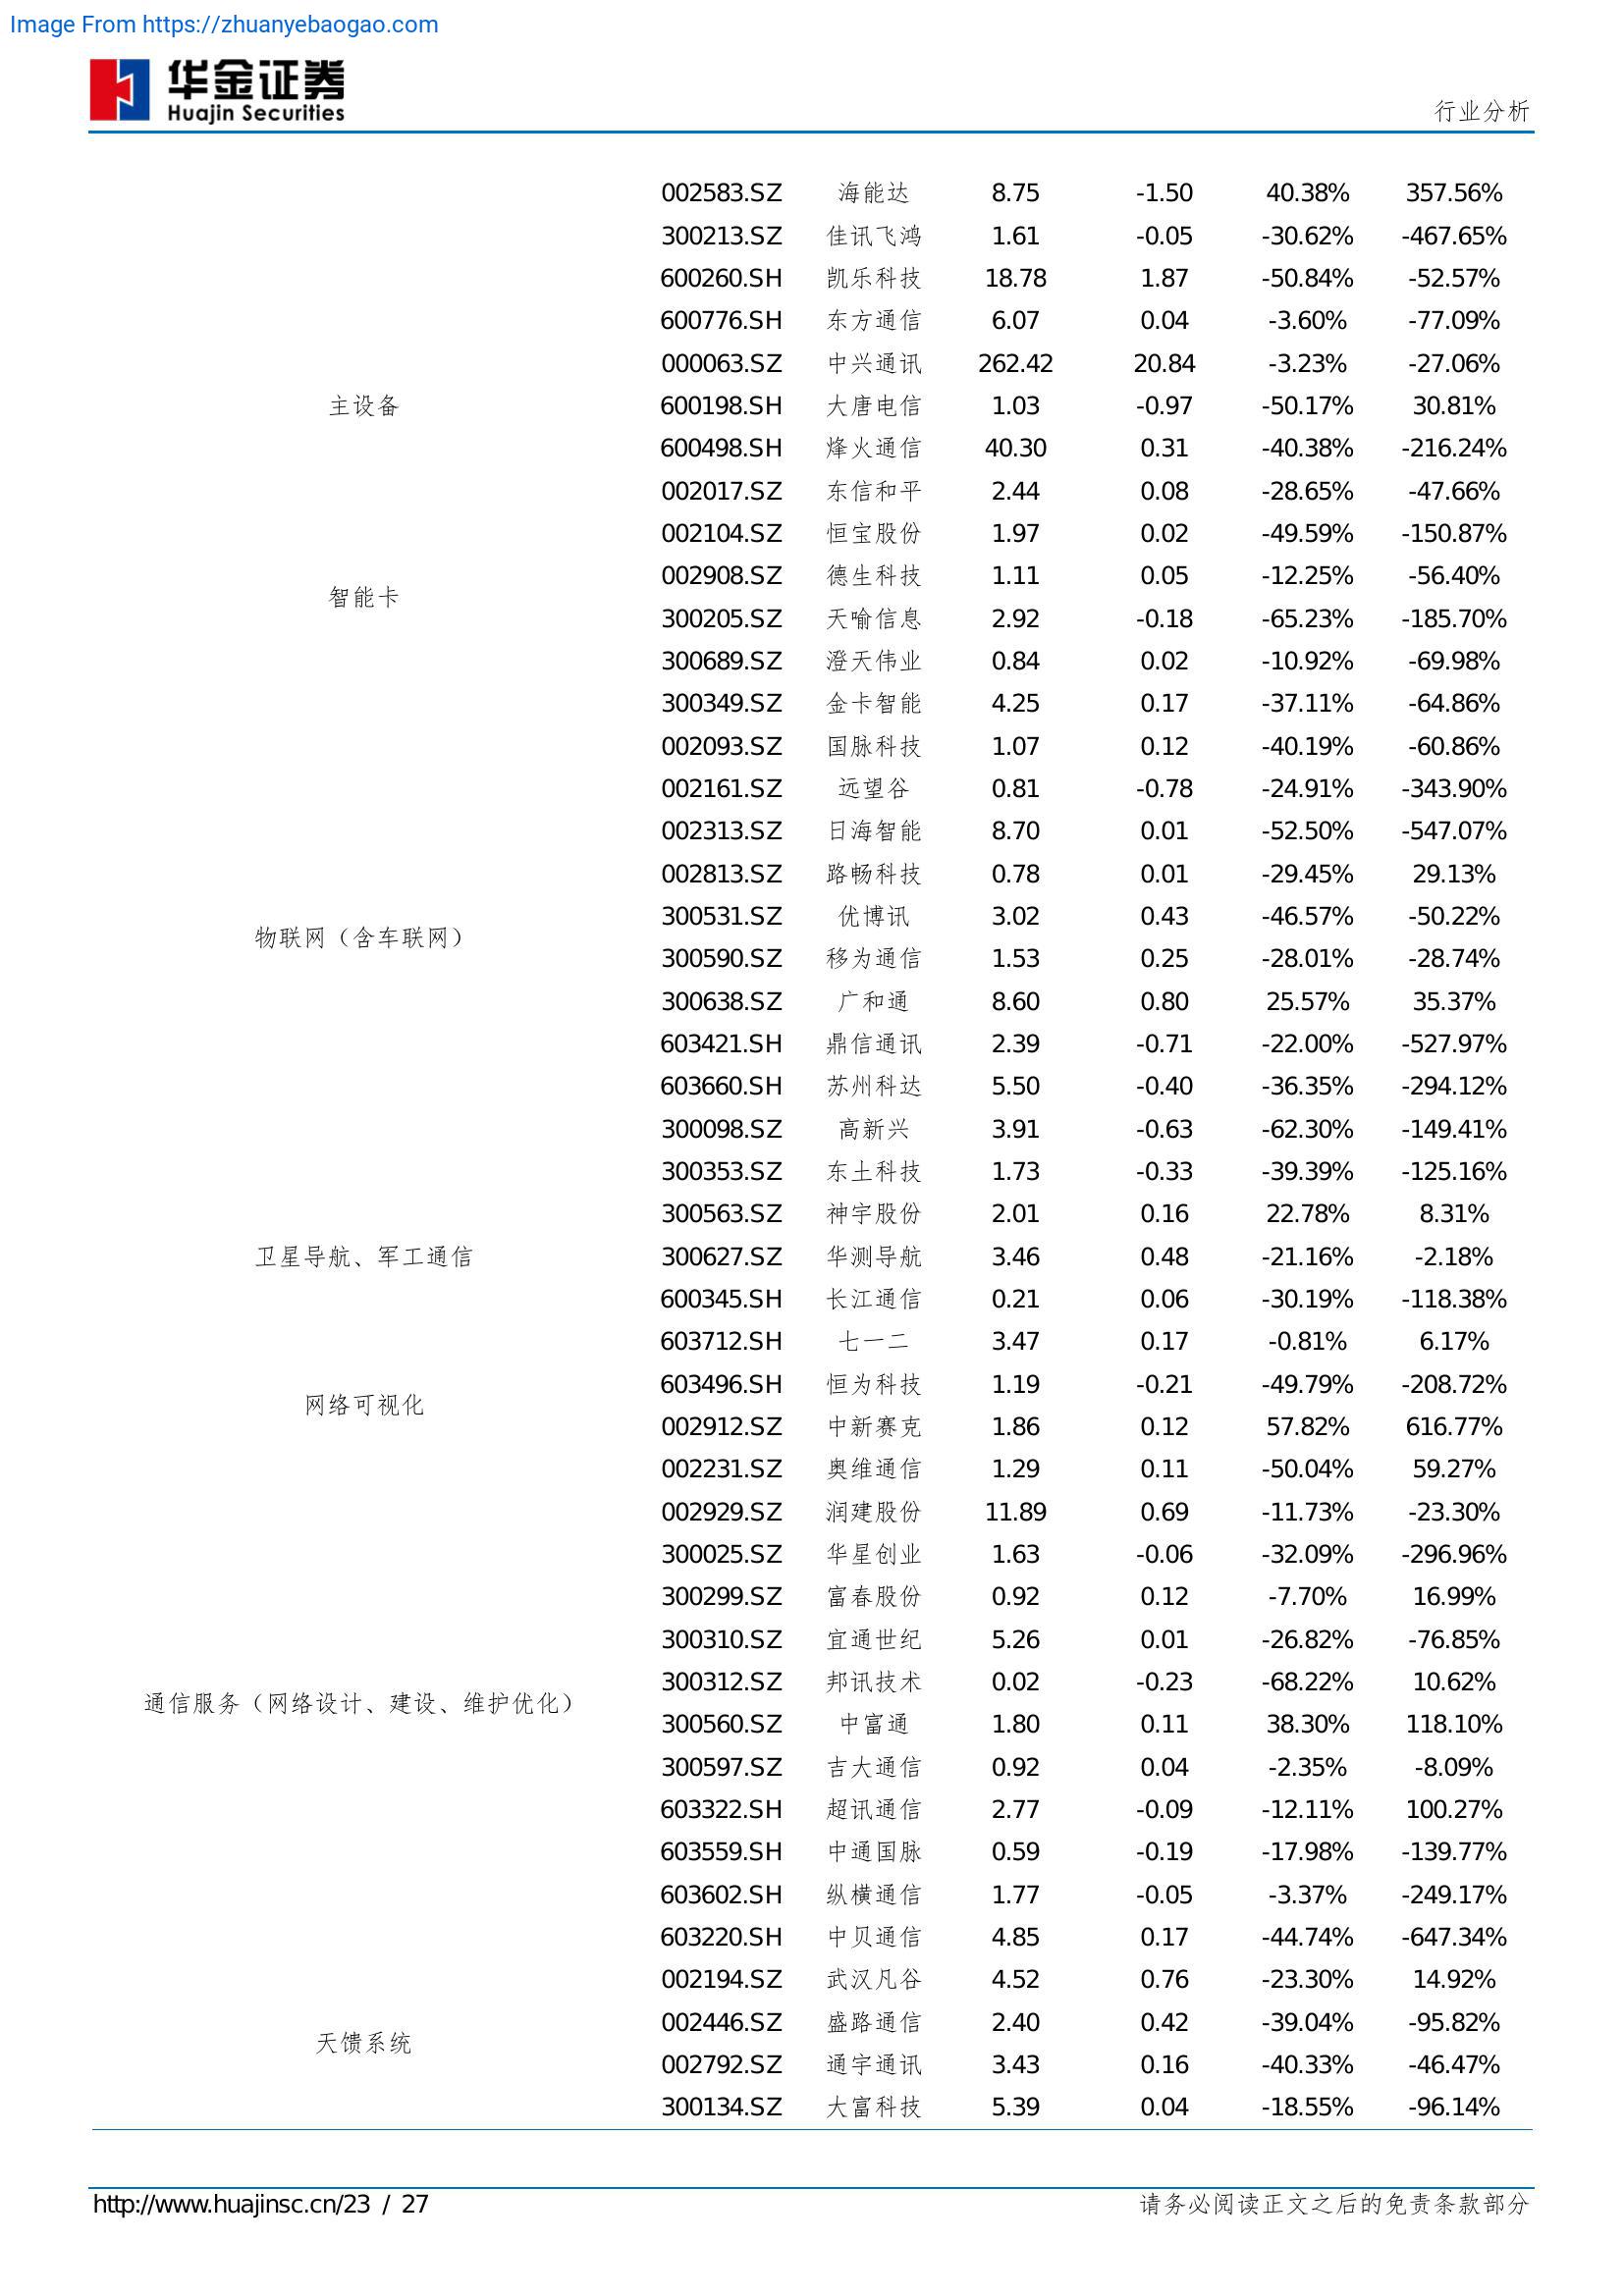 Image From https://zhuanyebaogao.com
华金证券
Huajin Securities
行业分析
002583.SZ 海能达 8.75 -1.50 40.38% 357.56%
300213.SZ 佳讯飞鸿 1.61 -0.05 -30.62% -467.65%
600260.SH 凯乐科技 18.78 1.87 -50.84% -52.57%
600776.SH 东方通信 6.07 0.04 -3.60% -77.09%
000063.SZ 中兴通讯 262.42 20.84 -3.23% -27.06%
主设备 600198.SH 大唐电信 1.03 -0.97 -50.17% 30.81%
600498.SH 烽火通信 40.30 0.31 -40.38% -216.24%
002017.SZ 东信和平 2.44 0.08 -28.65% -47.66%
002104.SZ 恒宝股份 1.97 0.02 -49.59% -150.87%
002908.SZ 德生科技 1.11 0.05 -12.25% -56.40%
智能卡
300205.SZ 天喻信息 2.92 -0.18 -65.23% -185.70%
300689.SZ 澄天伟业 0.84 0.02 -10.92% -69.98%
300349.SZ 金卡智能 4.25 0.17 -37.11% -64.86%
002093.SZ 国脉科技 1.07 0.12 -40.19% -60.86%
002161.SZ 远望谷 0.81 -0.78 -24.91% -343.90%
002313.SZ 日海智能 8.70 0.01 -52.50% -547.07%
002813.SZ 路畅科技 0.78 0.01 -29.45% 29.13%
300531.SZ 优博讯 3.02 0.43 -46.57% -50.22%
物联网（含车联网）
300590.SZ 移为通信 1.53 0.25 -28.01% -28.74%
300638.SZ 广和通 8.60 0.80 25.57% 35.37%
603421.SH 鼎信通讯 2.39 -0.71 -22.00% -527.97%
603660.SH 苏州科达 5.50 -0.40 -36.35% -294.12%
300098.SZ 高新兴 3.91 -0.63 -62.30% -149.41%
300353.SZ 东土科技 1.73 -0.33 -39.39% -125.16%
300563.SZ 神宇股份 2.01 0.16 22.78% 8.31%
卫星导航、军工通信 300627.SZ 华测导航 3.46 0.48 -21.16% -2.18%
600345.SH 长江通信 0.21 0.06 -30.19% -118.38%
603712.SH 七一二 3.47 0.17 -0.81% 6.17%
603496.SH 恒为科技 1.19 -0.21 -49.79% -208.72%
网络可视化
002912.SZ 中新赛克 1.86 0.12 57.82% 616.77%
002231.SZ 奥维通信 1.29 0.11 -50.04% 59.27%
002929.SZ 润建股份 11.89 0.69 -11.73% -23.30%
300025.SZ 华星创业 1.63 -0.06 -32.09% -296.96%
300299.SZ 富春股份 0.92 0.12 -7.70% 16.99%
300310.SZ 宜通世纪 5.26 0.01 -26.82% -76.85%
300312.SZ 邦讯技术 0.02 -0.23 -68.22% 10.62%
通信服务（网络设计、建设、维护优化）
300560.SZ 中富通 1.80 0.11 38.30% 118.10%
300597.SZ 吉大通信 0.92 0.04 -2.35% -8.09%
603322.SH 超讯通信 2.77 -0.09 -12.11% 100.27%
603559.SH 中通国脉 0.59 -0.19 -17.98% -139.77%
603602.SH 纵横通信 1.77 -0.05 -3.37% -249.17%
603220.SH 中贝通信 4.85 0.17 -44.74% -647.34%
002194.SZ 武汉凡谷 4.52 0.76 -23.30% 14.92%
002446.SZ 盛路通信 2.40 0.42 -39.04% -95.82%
天馈系统
002792.SZ 通宇通讯 3.43 0.16 -40.33% -46.47%
300134.SZ 大富科技 5.39 0.04 -18.55% -96.14%
http://www.huajinsc.cn/23 / 27
请务必阅读正文之后的免责条款部分